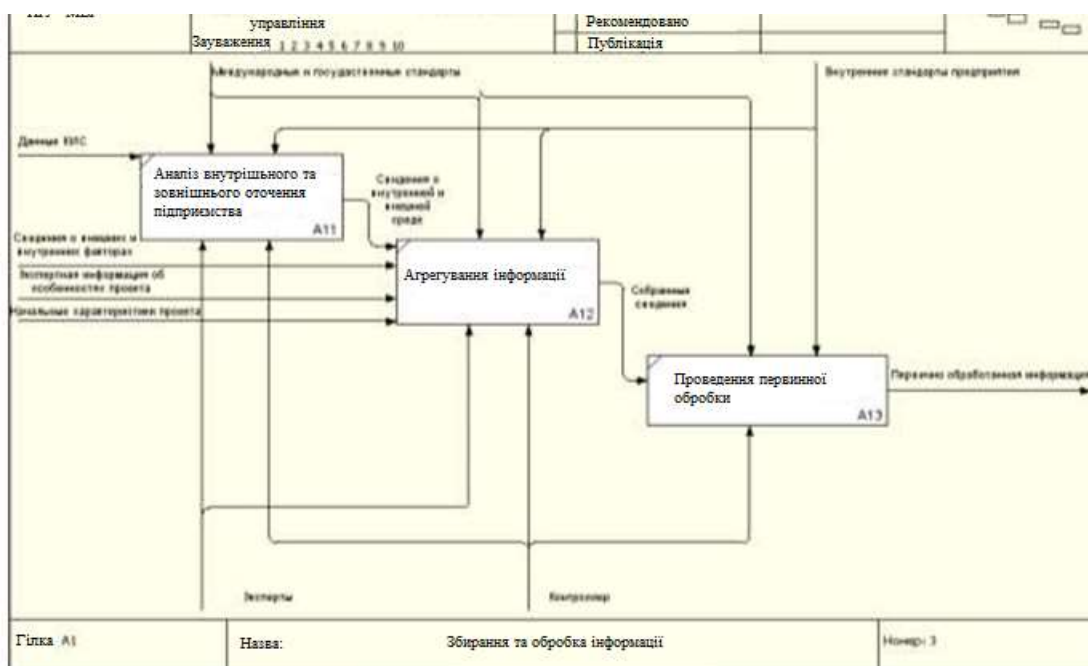 управління
Зауваження 1 2 3 4 5 6 7 8 9 10
Рекомендовано
Публікація
Международные и государственные стандарты
Внутренние стандарты предприятия
Данные КИС
Аналіз внутрішьного та
зовнішнього оточення
підприємства
A11
Сведения о
внутренней и
внешней
среде
Сведения о внешних и
внутренних факторах
Экспертная информация об
особенностях проекта
Начальные характеристики проекта
Агрегування інформації
A12
Собранные
сведения
Проведення первинної
обробки
A13
Первично обработанная информация
Эксперты
Контроллер
Гілка A1
Назва:
Збирання та обробка інформації
Номер: 3